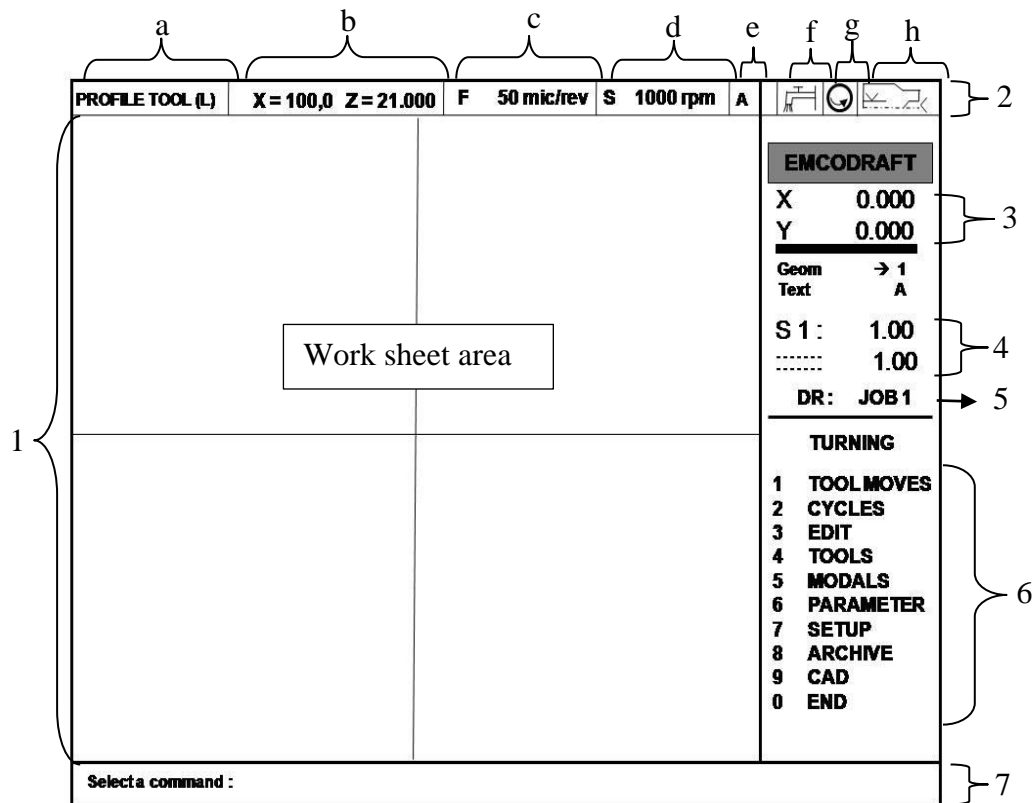 a b c d e f g h
PROFILE TOOL (L) X = 100,0 Z = 21.000 F 50 mic/rev S 1000 rpm A 2
EMCODRAFT
X 0.000
Y 0.000
3
Geom → 1
Text A
S 1 : 1.00
1.00
4
DR : JOB 1 5
Work sheet area
1
TURNING
1 TOOL MOVES
2 CYCLES
3 EDIT
4 TOOLS
5 MODALS
6 PARAMETER
7 SETUP
8 ARCHIVE
9 CAD
0 END
6
Select a command :
7